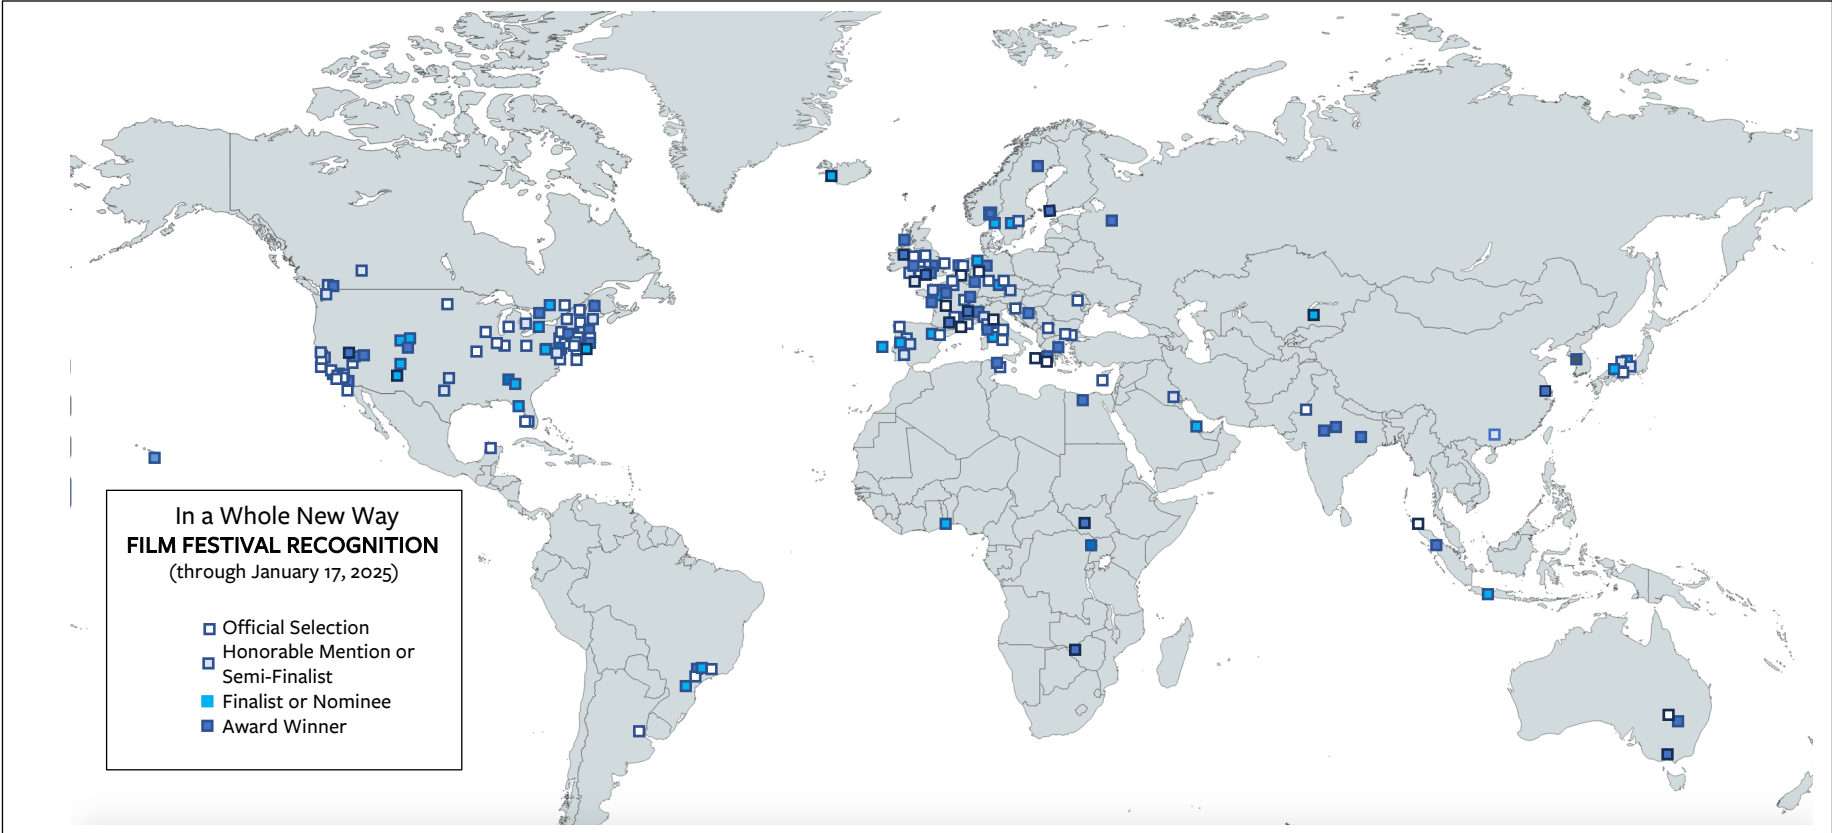 In a Whole New Way
FILM FESTIVAL RECOGNITION
(through January 17, 2025)
Official Selection
Honorable Mention or
Semi-Finalist
Finalist or Nominee
Award Winner